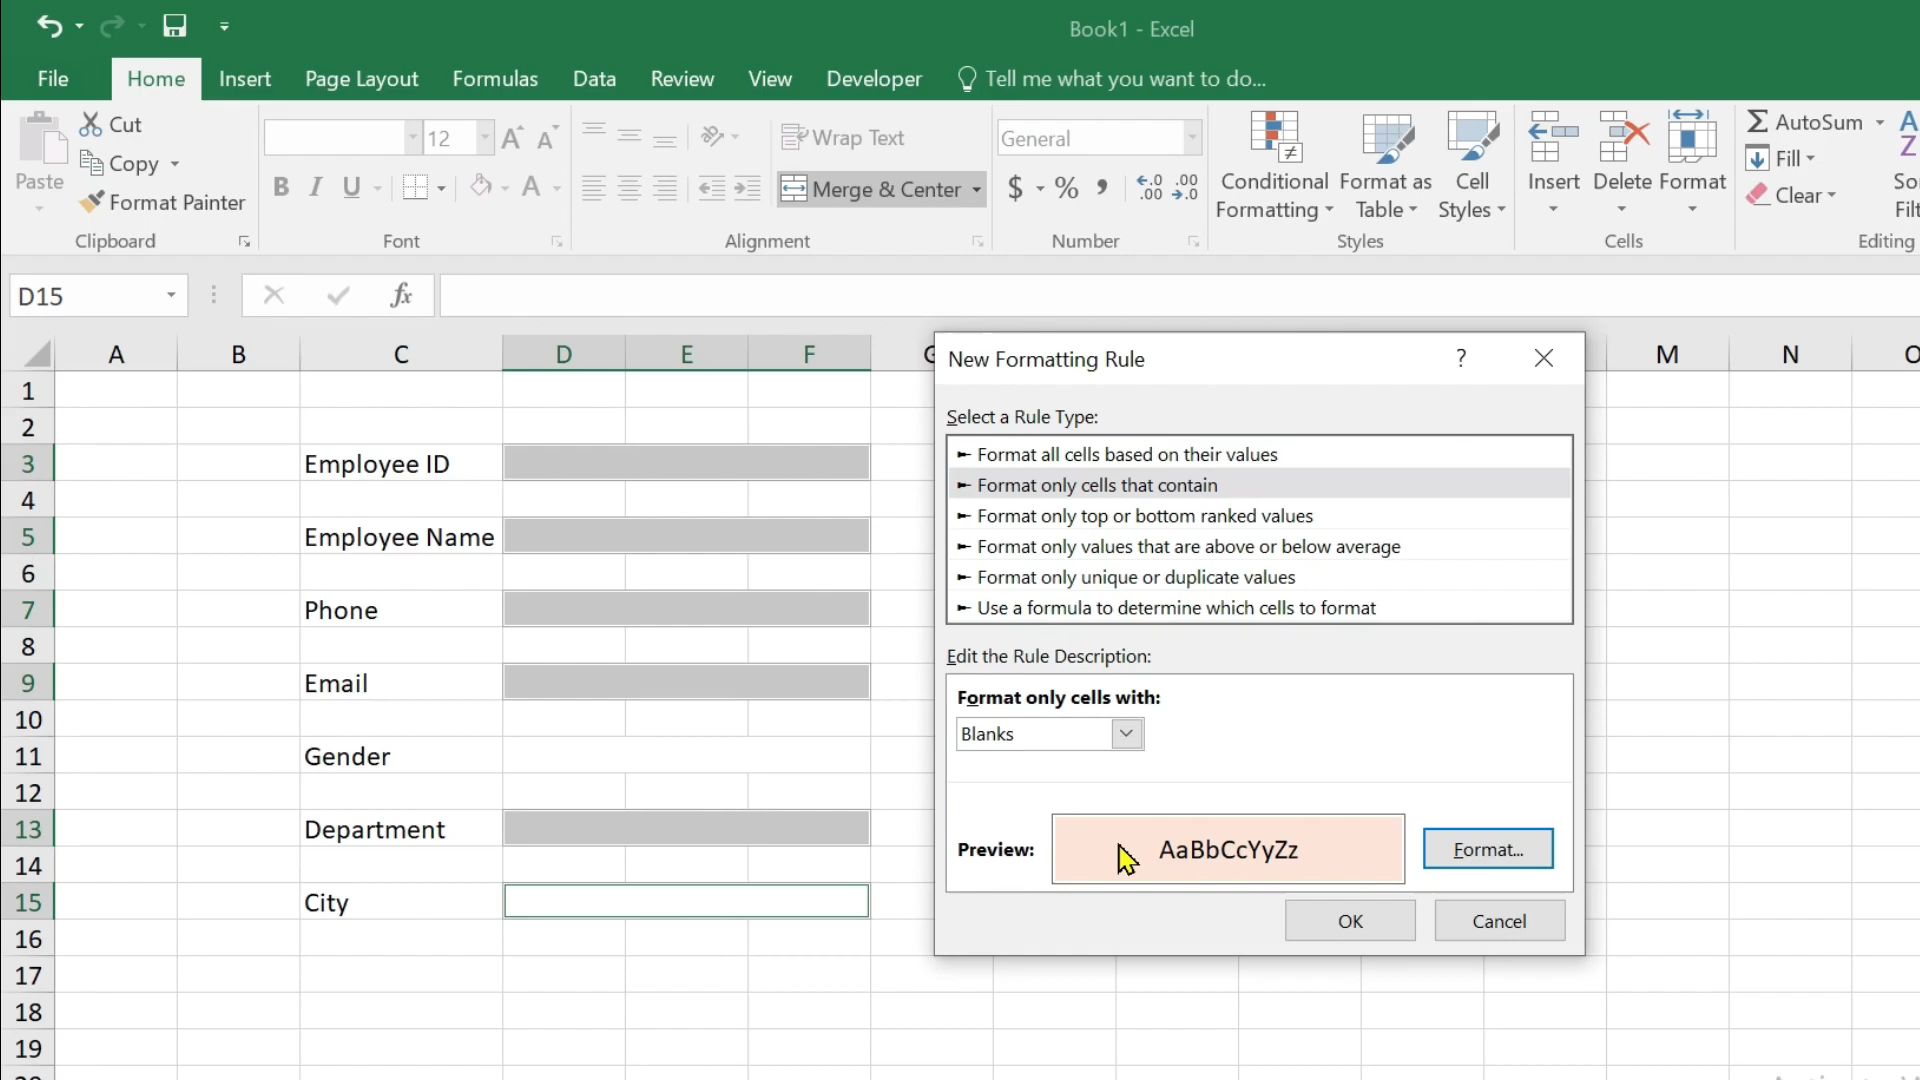 Book1 - Excel
File Home Insert Page Layout Formulas Data Review View Developer Tell me what you want to do...
Paste
Cut
Copy
Format Painter
Clipboard
12
B I U
Font
Wrap Text
Merge & Center
Alignment
General
$ % ,
Number
Conditional
Formatting
Format as
Table
Cell
Styles
Styles
Insert Delete Format
Cells
AutoSum
Fill
Clear
Editing
D15
fx
A B C D E F M N
1
2
3 Employee ID
4
5 Employee Name
6
7 Phone
8
9 Email
10
11 Gender
12
13 Department
14
15 City
16
17
18
19
New Formatting Rule ?
Select a Rule Type:
► Format all cells based on their values
► Format only cells that contain
► Format only top or bottom ranked values
► Format only values that are above or below average
► Format only unique or duplicate values
► Use a formula to determine which cells to format
Edit the Rule Description:
Format only cells with:
Blanks
Preview: AaBbCcYyZz Format...
OK Cancel